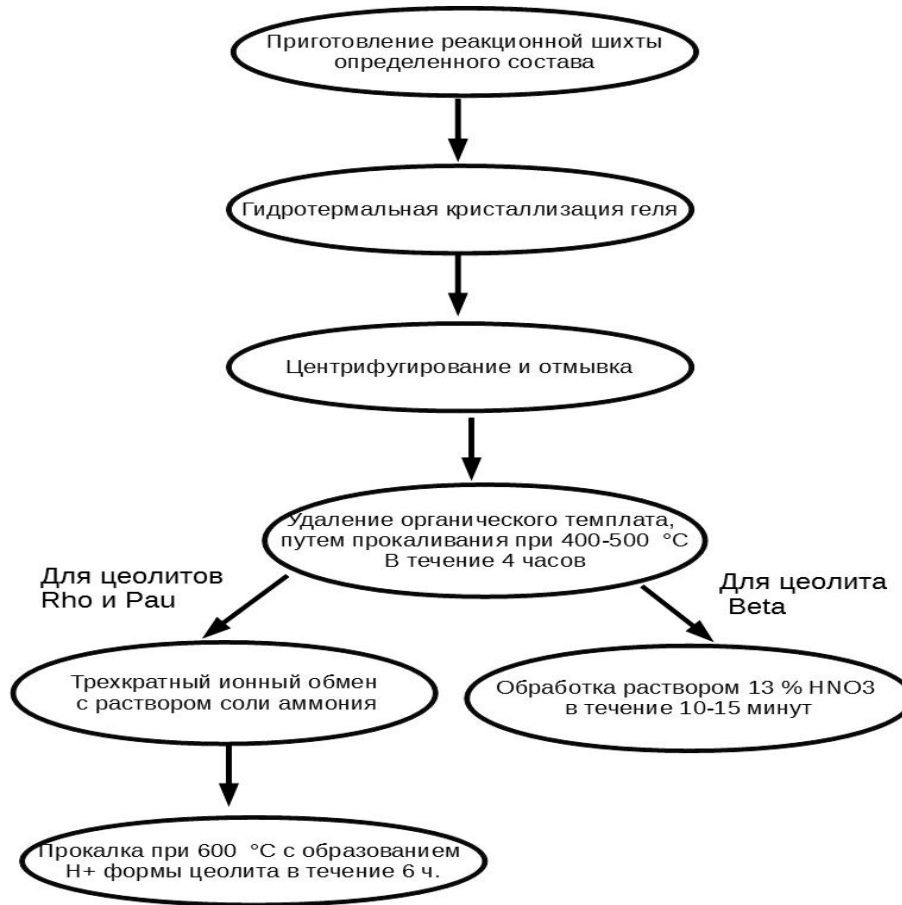 Приготовление реакционной шихты
определенного состава
Гидротермальная кристаллизация геля
Центрифугирование и отмывка
Удаление органического темплата,
путем прокаливания при 400-500 °С
В течение 4 часов
Для цеолитов
Rho и Pau
Для цеолита
Beta
Трехкратный ионный обмен
с раствором соли аммония
Обработка раствором 13 % HNO3
в течение 10-15 минут
Прокалка при 600 °С с образованием
Н+ формы цеолита в течение 6 ч.